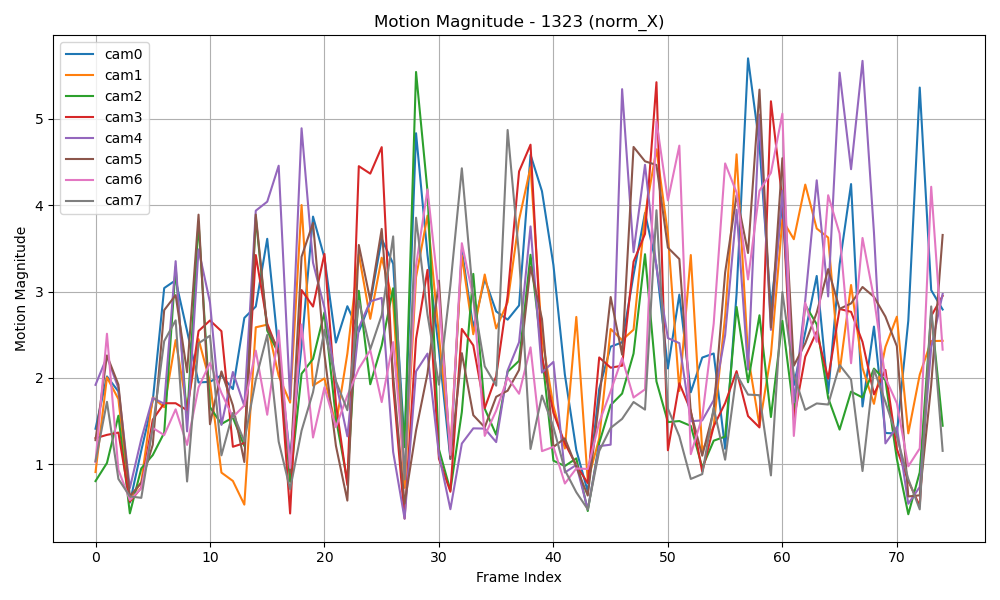 Motion Magnitude - 1323 (norm_X)
cam0
cam1
cam2
cam3
cam4
cam5
cam6
cam7
Motion Magnitude
5
4
3
2
1
0 10 20 30 40 50 60 70
Frame Index